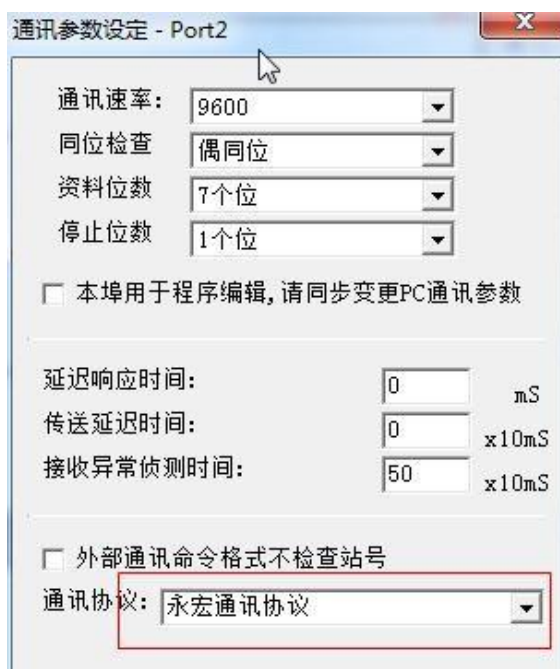 通讯参数设定 - Port2
通讯速率: 9600
同位检查 偶同位
资料位数 7个位
停止位数 1个位
本埠用于程序编辑,请同步变更PC通讯参数
延迟响应时间: 0 mS
传送延迟时间: 0 x10mS
接收异常侦测时间: 50 x10mS
外部通讯命令格式不检查站号
通讯协议: 永宏通讯协议